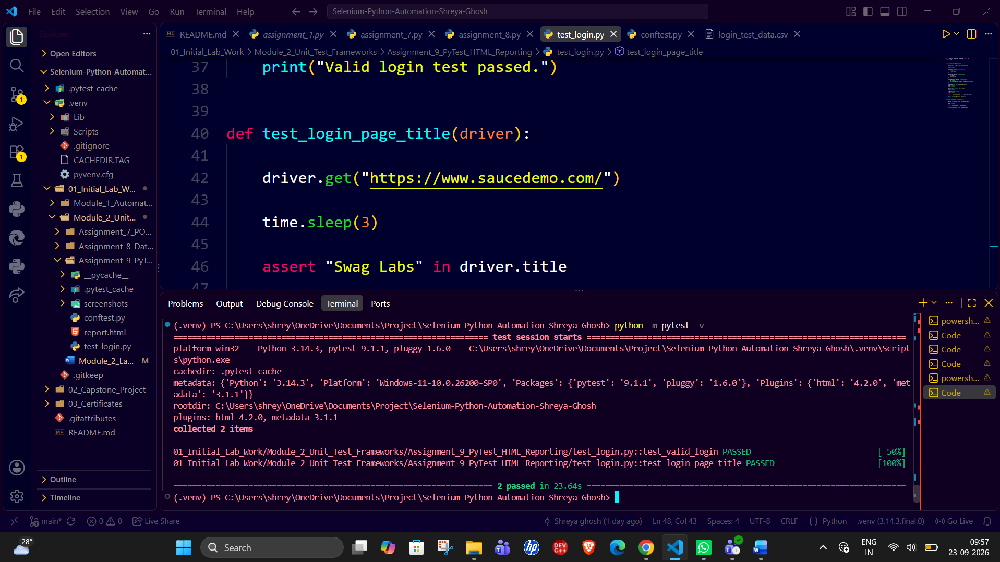 File Edit Selection View Go Run Terminal Help
Selenium-Python-Automation-Shreya-Ghosh
Explorer
Open Editors
Selenium-Python-Automat...
.pytest_cache
.venv
Lib
Scripts
.gitignore
CACHEDIR.TAG
pyvenv.cfg
01_Initial_Lab_W...
Module_1_Automat...
Module_2_Unit...
Assignment_7_PO...
Assignment_8_Dat...
Assignment_9_PyT...
__pycache__
.pytest_cache
screenshots
conftest.py
report.html
test_login.py
Module_2_La... M
.gitkeep
02_Capstone_Project
03_Certificates
.gitattributes
README.md
Outline
Timeline
README.md assignment_1.py assignment_7.py assignment_8.py test_login.py conftest.py login_test_data.csv
01_Initial_Lab_Work > Module_2_Unit_Test_Frameworks > Assignment_9_PyTest_HTML_Reporting > test_login.py > test_login_page_title
37 print("Valid login test passed.")
38
39
40 def test_login_page_title(driver):
41
42 driver.get("https://www.saucedemo.com/")
43
44 time.sleep(3)
45
46 assert "Swag Labs" in driver.title
47
Problems Output Debug Console Terminal Ports
(.venv) PS C:\Users\shrey\OneDrive\Documents\Project\Selenium-Python-Automation-Shreya-Ghosh> python -m pytest -v
test session starts
platform win32 -- Python 3.14.3, pytest-9.1.1, pluggy-1.6.0 -- C:\Users\shrey\OneDrive\Documents\Project\Selenium-Python-Automation-Shreya-Ghosh\.venv\Script
s\python.exe
cachedir: .pytest_cache
metadata: {'Python': '3.14.3', 'Platform': 'Windows-11-10.0.26200-SP0', 'Packages': {'pytest': '9.1.1', 'pluggy': '1.6.0'}, 'Plugins': {'html': '4.2.0', 'met
adata': '3.1.1'}}
rootdir: C:\Users\shrey\OneDrive\Documents\Project\Selenium-Python-Automation-Shreya-Ghosh
plugins: html-4.2.0, metadata-3.1.1
collected 2 items
01_Initial_Lab_Work/Module_2_Unit_Test_Frameworks/Assignment_9_PyTest_HTML_Reporting/test_login.py::test_valid_login PASSED [ 50%]
01_Initial_Lab_Work/Module_2_Unit_Test_Frameworks/Assignment_9_PyTest_HTML_Reporting/test_login.py::test_login_page_title PASSED [100%]
2 passed in 23.64s
(.venv) PS C:\Users\shrey\OneDrive\Documents\Project\Selenium-Python-Automation-Shreya-Ghosh>
powersh...
Code
Code
Code
powersh...
Code
main* 0 0 Live Share Shreya ghosh (1 day ago) Ln 48, Col 43 Spaces: 4 UTF-8 CRLF { } Python .venv (3.14.3.final.0) Go Live
28° Search DEV C++ ENG IN 09:57 23-09-2026